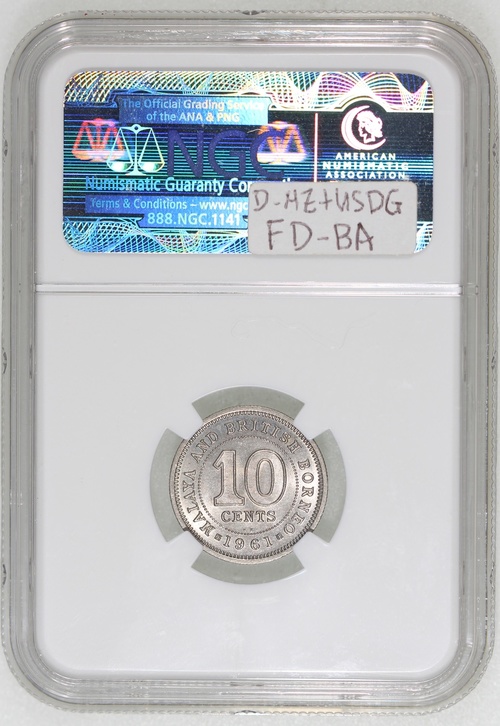 The Official Grading Service
of the ANA & PNG
NGC
Numismatic Guaranty
Terms & Conditions – www.ngc
888.NGC.1141
AMERICAN
NUMISMATIC
ASSOCIATION
D-MZ+USDG
FD-BA
MALAYA AND BRITISH BORNEO
10
CENTS
1961